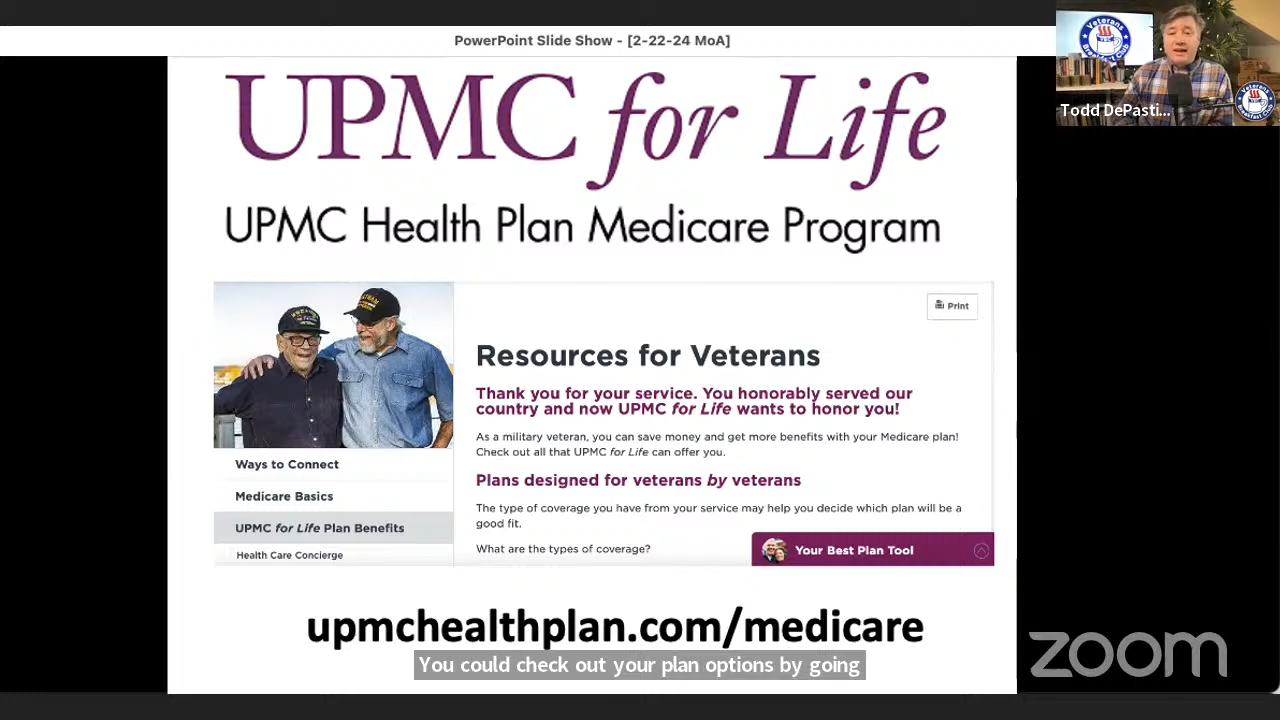 PowerPoint Slide Show - [2-22-24 MoA]
Veterans
Breakfast Club
VBC
Todd DePasti...
UPMC for Life
UPMC Health Plan Medicare Program
Print
Resources for Veterans
Thank you for your service. You honorably served our
country and now UPMC for Life wants to honor you!
As a military veteran, you can save money and get more benefits with your Medicare plan!
Check out all that UPMC for Life can offer you.
Plans designed for veterans by veterans
The type of coverage you have from your service may help you decide which plan will be a
good fit.
What are the types of coverage?
Ways to Connect
Medicare Basics
UPMC for Life Plan Benefits
Health Care Concierge
Your Best Plan Tool
upmchealthplan.com/medicare
You could check out your plan options by going
zoom